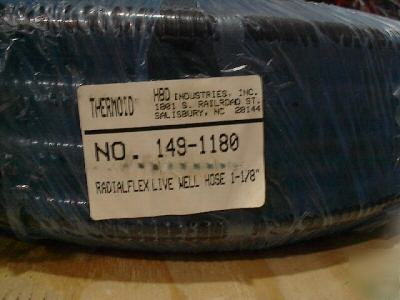 THERMOID
HBD INDUSTRIES, INC.
1801 S. RAILROAD ST.
SALISBURY, NC 28144
NO. 149-1180
RADIALFLEX LIVE WELL HOSE 1-1/8"